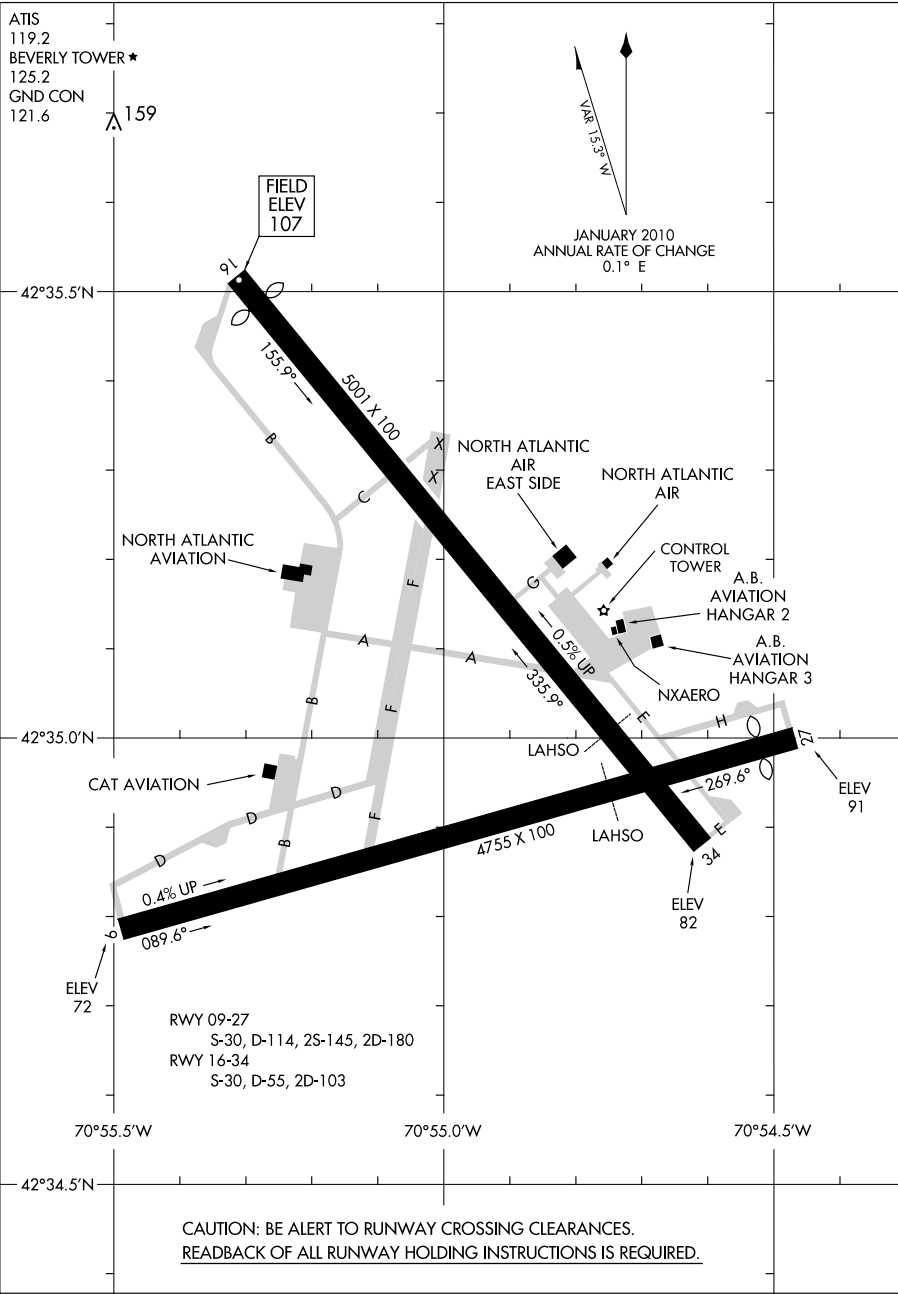 ATIS
119.2
BEVERLY TOWER ★
125.2
GND CON
121.6
159
VAR 15.3° W
JANUARY 2010
ANNUAL RATE OF CHANGE
0.1° E
FIELD
ELEV
107
16
42°35.5'N
155.9°
5001 X 100
B
X
X
C
NORTH ATLANTIC
AIR
EAST SIDE
NORTH ATLANTIC
AIR
NORTH ATLANTIC
AVIATION
CONTROL
TOWER
A.B.
AVIATION
HANGAR 2
A.B.
AVIATION
HANGAR 3
NXAERO
F
G
A
A
0.5% UP
335.9°
B
F
E
H
LAHSO
42°35.0'N
27
ELEV
91
269.6°
CAT AVIATION
D
D
D
B
F
4755 X 100
LAHSO
E
34
ELEV
82
0.4% UP
089.6°
9
ELEV
72
RWY 09-27
S-30, D-114, 2S-145, 2D-180
RWY 16-34
S-30, D-55, 2D-103
70°55.5'W
70°55.0'W
70°54.5'W
42°34.5'N
CAUTION: BE ALERT TO RUNWAY CROSSING CLEARANCES.
READBACK OF ALL RUNWAY HOLDING INSTRUCTIONS IS REQUIRED.